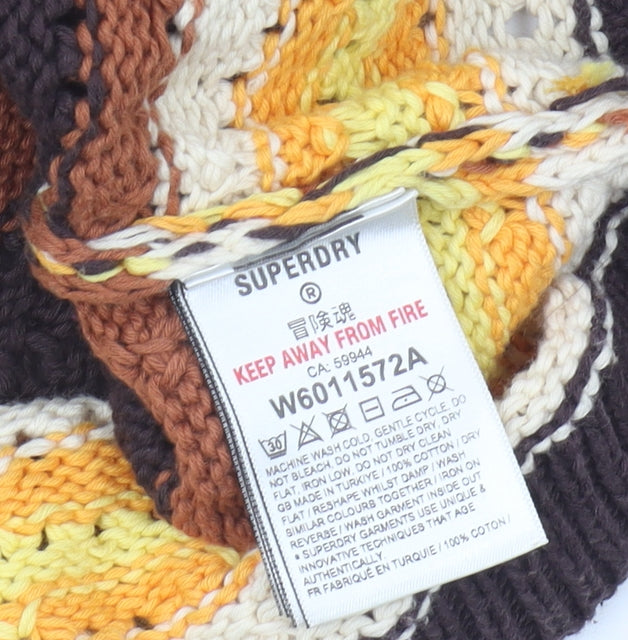 SUPERDRY
®
冒険魂
KEEP AWAY FROM FIRE
CA: 59944
W6011572A
30
MACHINE WASH COLD, GENTLE CYCLE. DO
NOT BLEACH. DO NOT TUMBLE DRY, DRY
FLAT, IRON LOW. DO NOT DRY CLEAN.
GB MADE IN TURKIYE / 100% COTTON / DRY
FLAT / RESHAPE WHILST DAMP / WASH
SIMILAR COLOURS TOGETHER / IRON ON
REVERSE / WASH GARMENT INSIDE OUT
* SUPERDRY GARMENTS USE UNIQUE &
INNOVATIVE TECHNIQUES THAT AGE
AUTHENTICALLY.
FR FABRIQUÉ EN TURQUIE / 100% COTON /